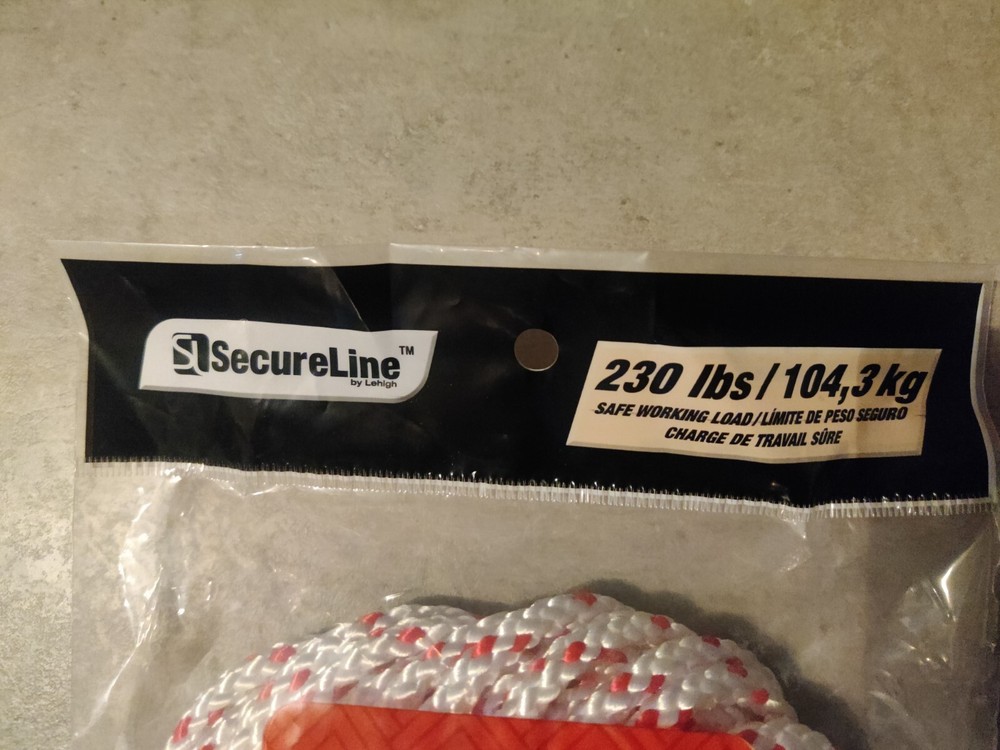 SL SecureLine™
by Lehigh
230 lbs / 104,3 kg
SAFE WORKING LOAD / LÍMITE DE PESO SEGURO
CHARGE DE TRAVAIL SÛRE